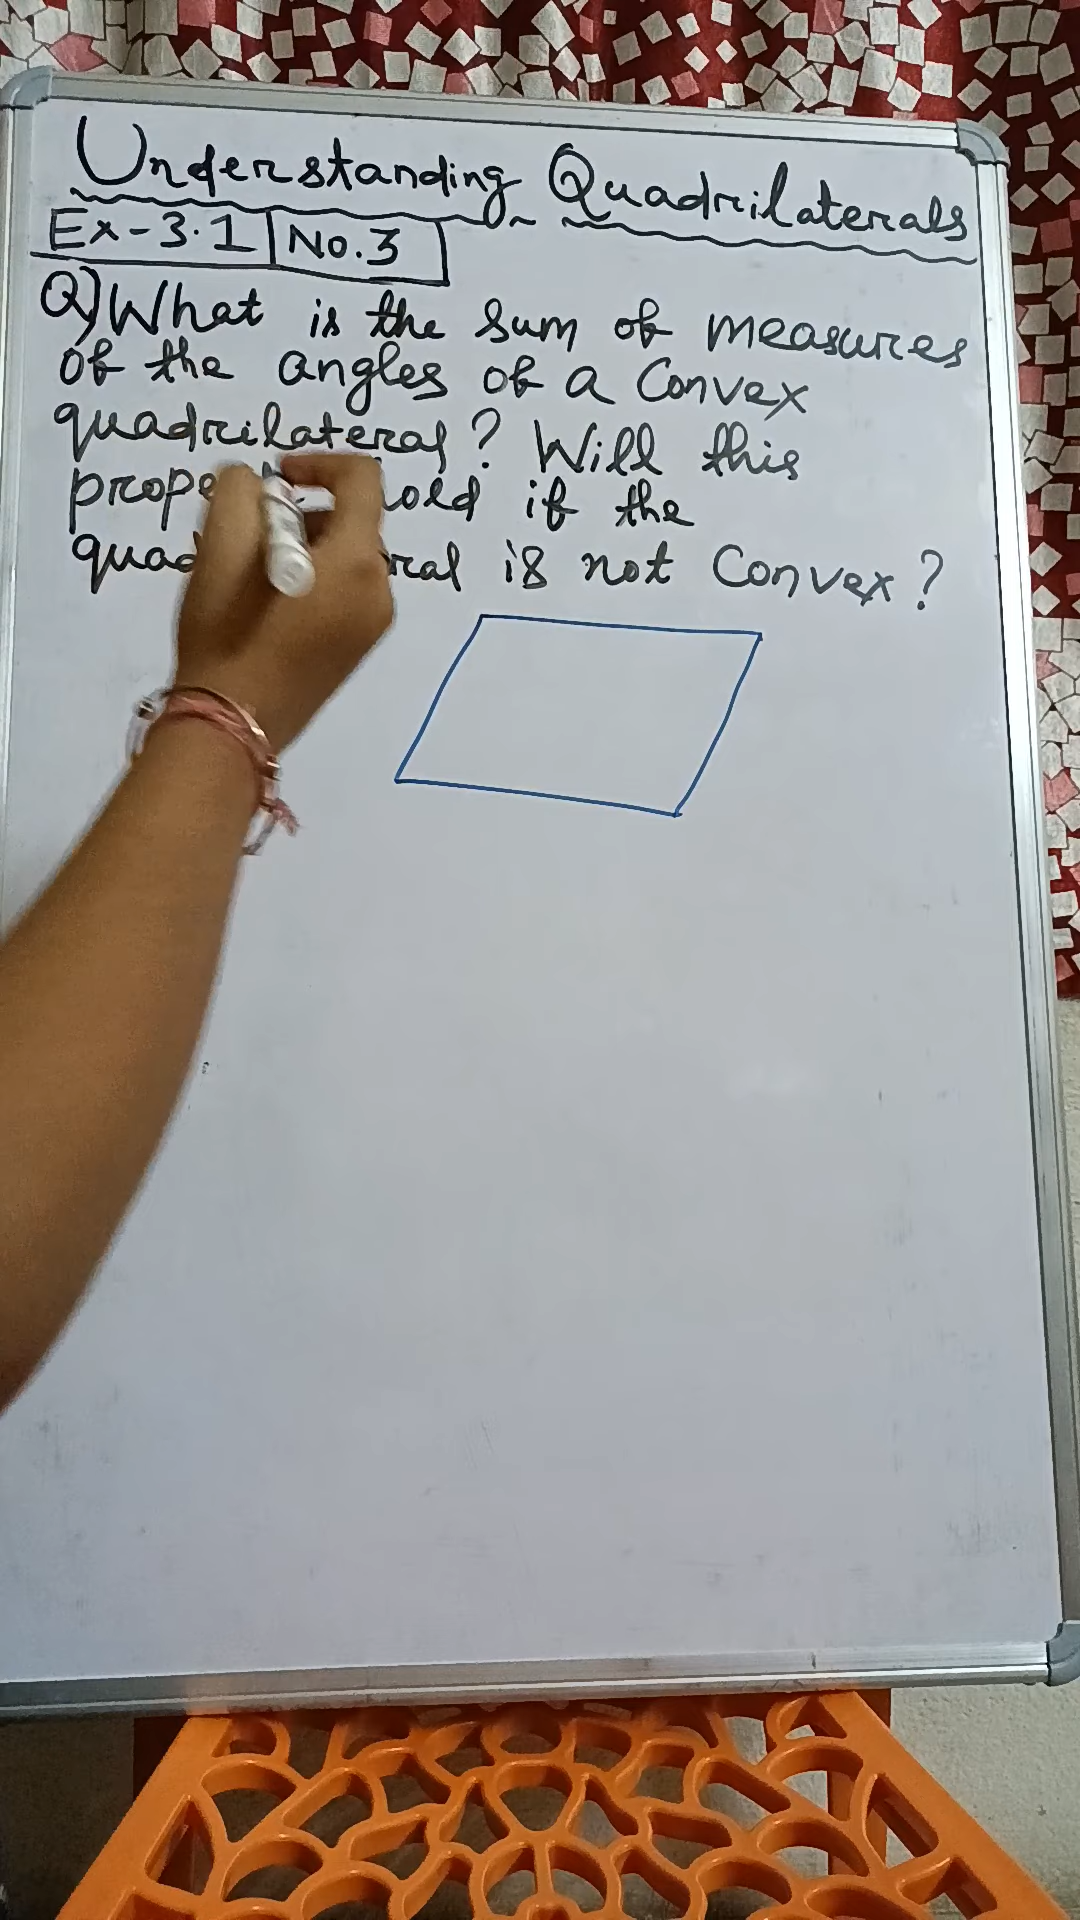 Understanding Quadrilaterals
Ex-3.1 No.3
Q) What is the sum of measures
of the angles of a Convex
quadrilateral? Will this
hold if the
is not Convex?